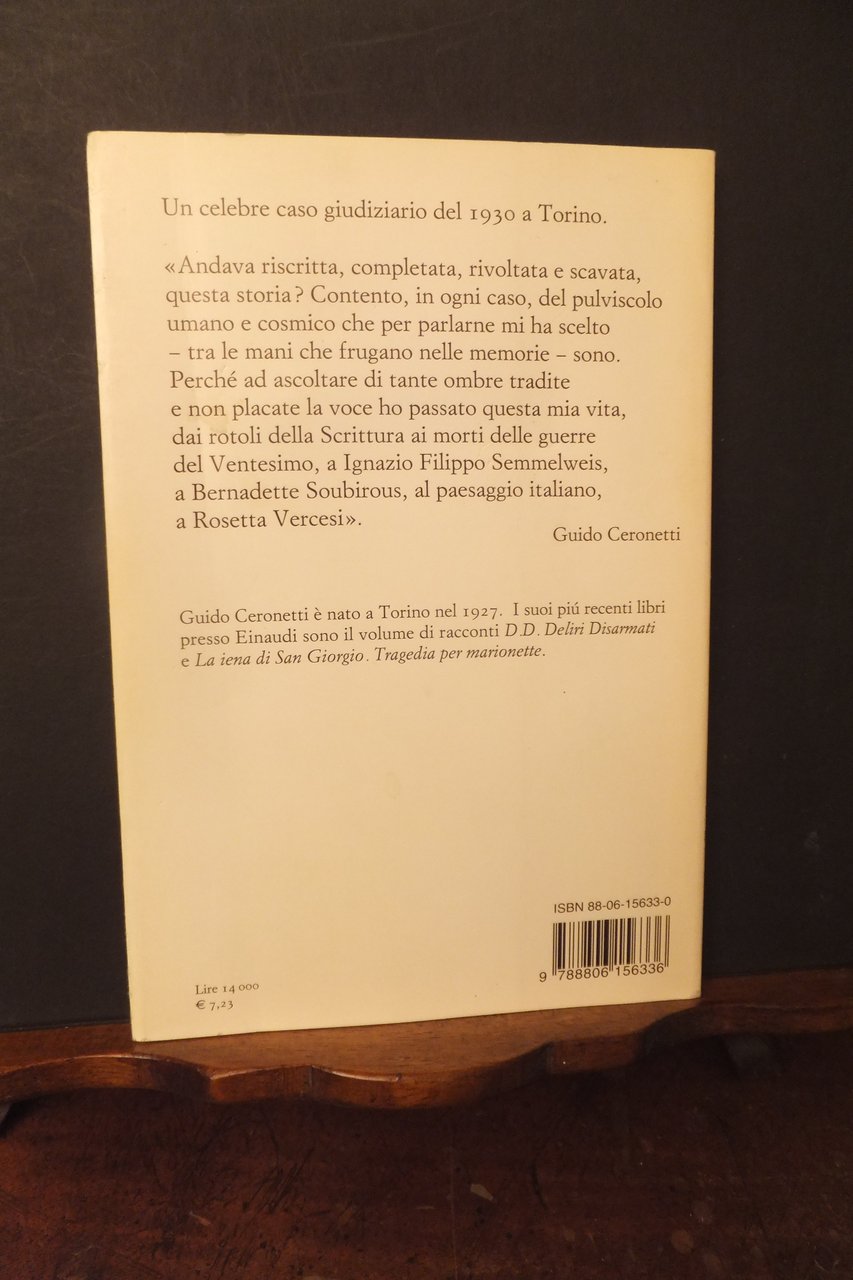 Un celebre caso giudiziario del 1930 a Torino.
«Andava riscritta, completata, rivoltata e scavata,
questa storia? Contento, in ogni caso, del pulviscolo
umano e cosmico che per parlarne mi ha scelto
– tra le mani che frugano nelle memorie – sono.
Perché ad ascoltare di tante ombre tradite
e non placate la voce ho passato questa mia vita,
dai rotoli della Scrittura ai morti delle guerre
del Ventesimo, a Ignazio Filippo Semmelweis,
a Bernadette Soubirous, al paesaggio italiano,
a Rosetta Vercesi».
Guido Ceronetti
Guido Ceronetti è nato a Torino nel 1927. I suoi piú recenti libri
presso Einaudi sono il volume di racconti D.D. Deliri Disarmati
e La iena di San Giorgio. Tragedia per marionette.
ISBN 88-06-15633-0
9 788806 156336
Lire 14 000
€ 7,23